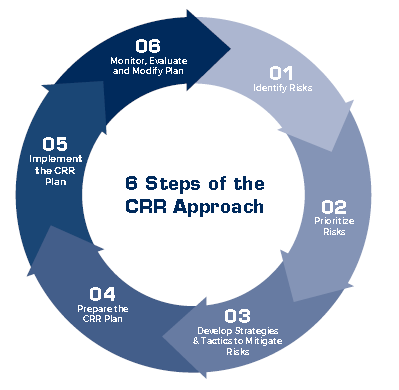 6 Steps of the
CRR Approach
01
Identify Risks
02
Prioritize
Risks
03
Develop Strategies
& Tactics to Mitigate
Risks
04
Prepare the
CRR Plan
05
Implement
the CRR
Plan
06
Monitor, Evaluate
and Modify Plan